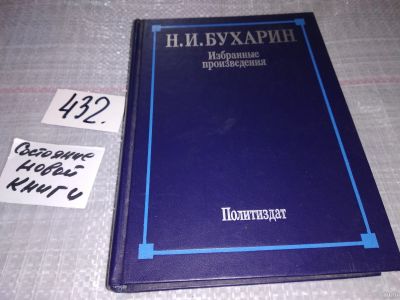 Н.И.БУХАРИН
Избранные
произведения
Политиздат
432.
Состояние
новой
книги